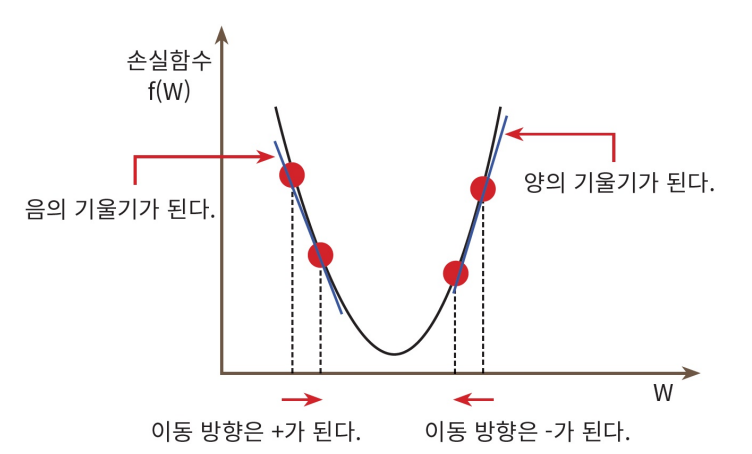 손실함수
f(W)
음의 기울기가 된다.
양의 기울기가 된다.
W
이동 방향은 +가 된다.
이동 방향은 -가 된다.